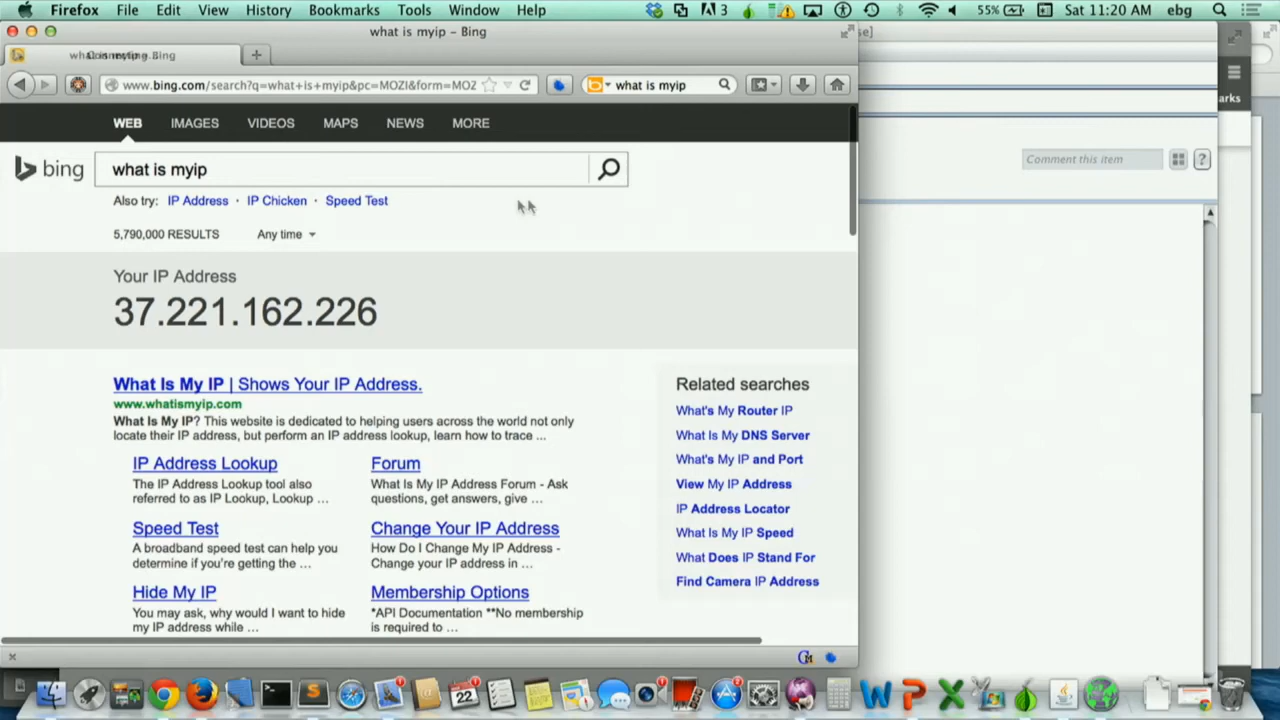 Firefox File Edit View History Bookmarks Tools Window Help 3 55% Sat 11:20 AM ebg
what is myip - Bing
www.bing.com/search?q=what+is+myip&pc=MOZI&form=MOZ
what is myip
WEB IMAGES VIDEOS MAPS NEWS MORE
bing what is myip
Comment this item ?
Also try: IP Address · IP Chicken · Speed Test
5,790,000 RESULTS Any time
Your IP Address
37.221.162.226
What Is My IP | Shows Your IP Address.
www.whatismyip.com
What Is My IP? This website is dedicated to helping users across the world not only
locate their IP address, but perform an IP address lookup, learn how to trace ...
IP Address Lookup
The IP Address Lookup tool also
referred to as IP Lookup, Lookup ...
Forum
What Is My IP Address Forum - Ask
questions, get answers, give ...
Speed Test
A broadband speed test can help you
determine if you're getting the ...
Change Your IP Address
How Do I Change My IP Address -
Change your IP address in ...
Hide My IP
You may ask, why would I want to hide
my IP address while ...
Membership Options
*API Documentation **No membership
is required to ...
Related searches
What's My Router IP
What Is My DNS Server
What's My IP and Port
View My IP Address
IP Address Locator
What Is My IP Speed
What Does IP Stand For
Find Camera IP Address
22